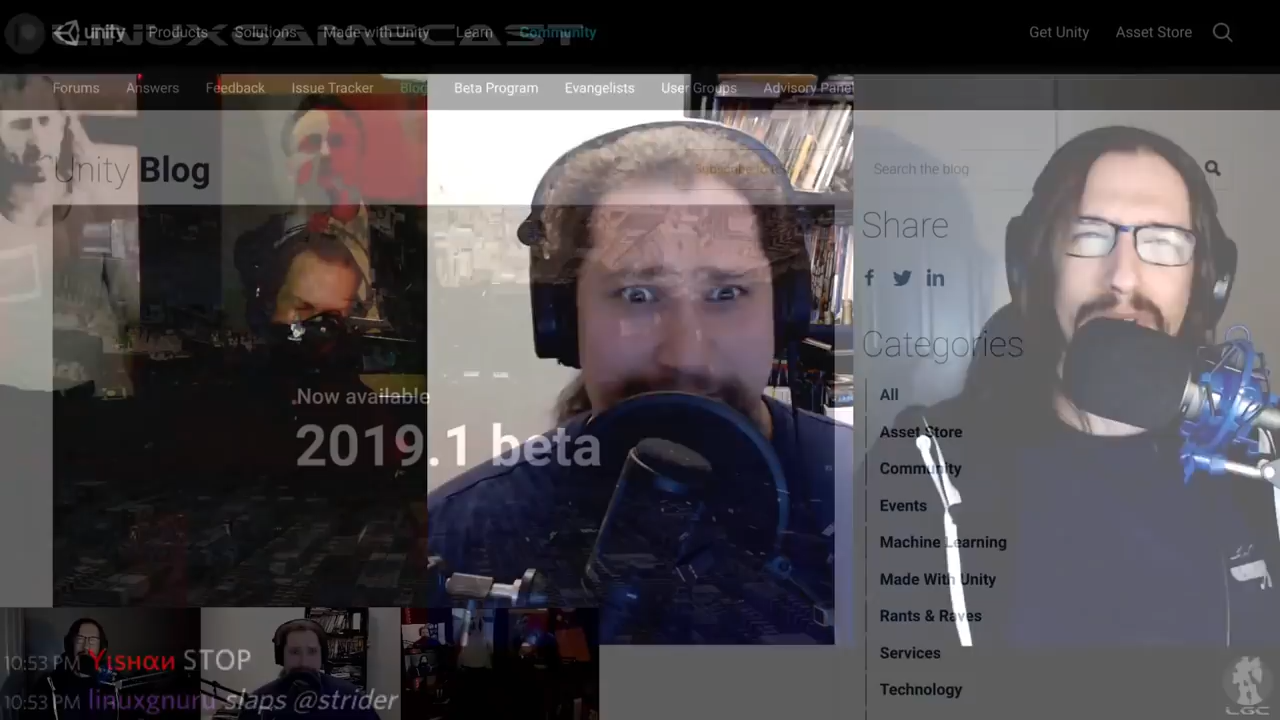 LINUXGAMECAST
unity Products Solutions Made with Unity Learn Community Get Unity Asset Store
Forums Answers Feedback Issue Tracker Blog Beta Program Evangelists User Groups Advisory Panel
Unity Blog
Search the blog
Share
Categories
All
Asset Store
Community
Events
Machine Learning
Made With Unity
Rants & Raves
Services
Technology
Now available
2019.1 beta
10:53 PM Yιsнαи STOP
10:53 PM linuxgnuru slaps @strider
LGC